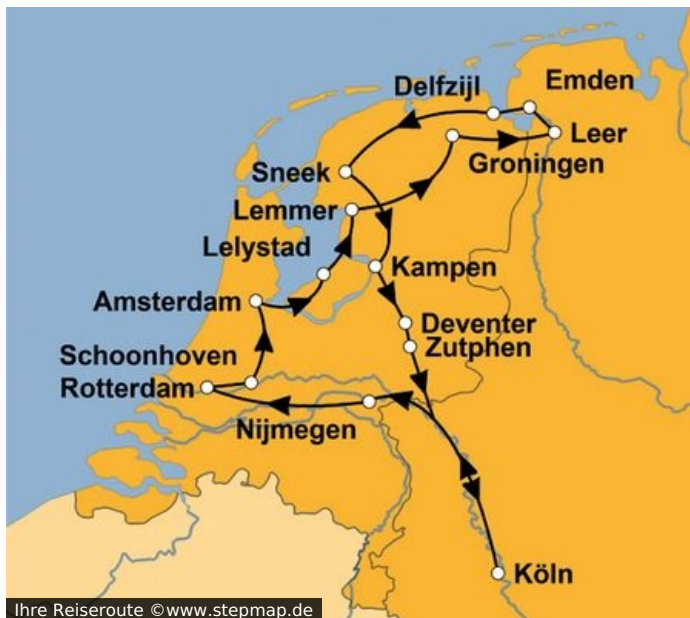 Delfzijl
Emden
Leer
Groningen
Sneek
Lemmer
Lelystad
Kampen
Amsterdam
Deventer
Zutphen
Schoonhoven
Rotterdam
Nijmegen
Köln
Ihre Reiseroute ©www.stepmap.de